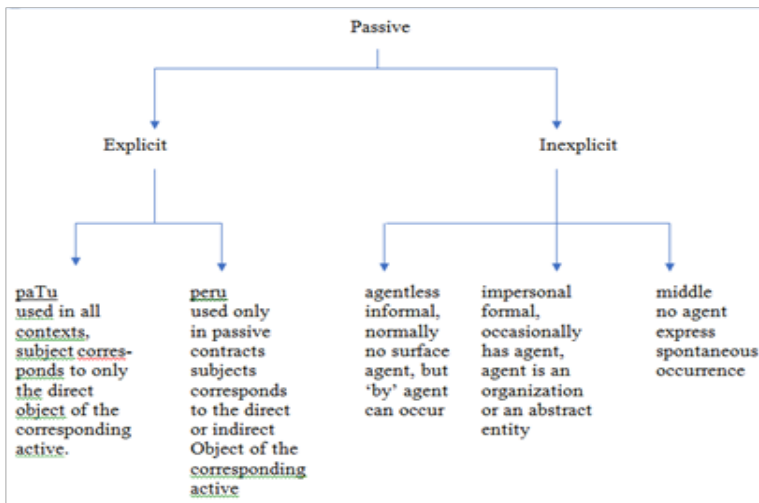 Passive
Explicit
Inexplicit
paTu
used in all
contexts,
subject corres-
ponds to only
the direct
object of the
corresponding
active.
peru
used only
in passive
contracts
subjects
corresponds
to the direct
or indirect
Object of the
corresponding
active
agentless
informal,
normally
no surface
agent, but
‘by’ agent
can occur
impersonal
formal,
occasionally
has agent,
agent is an
organization
or an abstract
entity
middle
no agent
express
spontaneous
occurrence